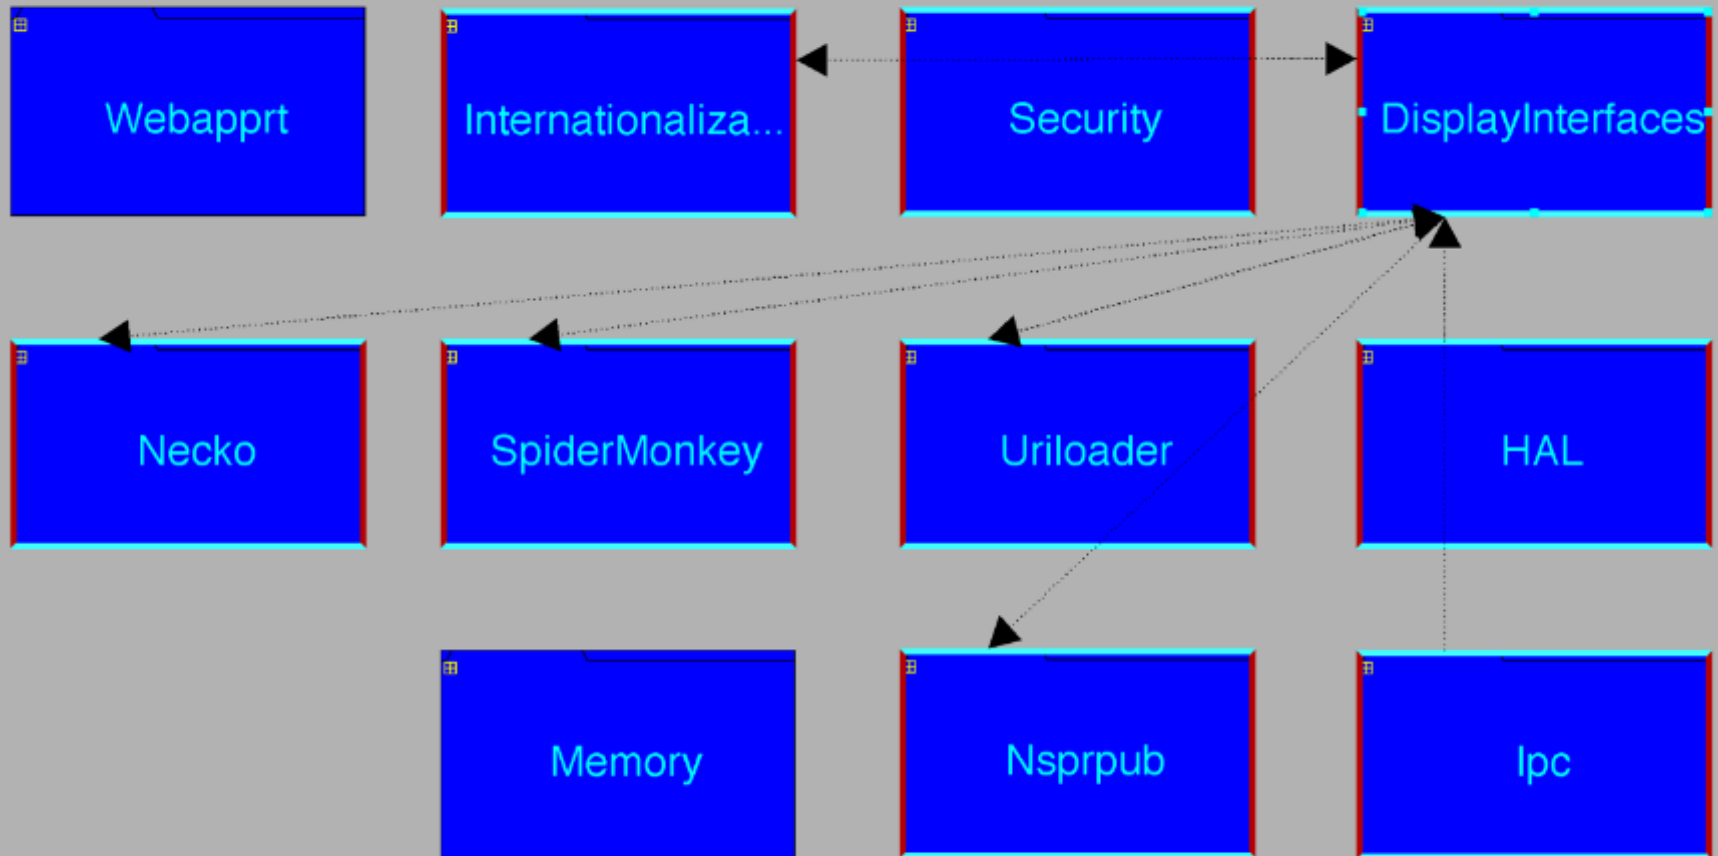 Webapprt
Internationaliza...
Security
DisplayInterfaces
Necko
SpiderMonkey
Uriloader
HAL
Memory
Nsprpub
Ipc